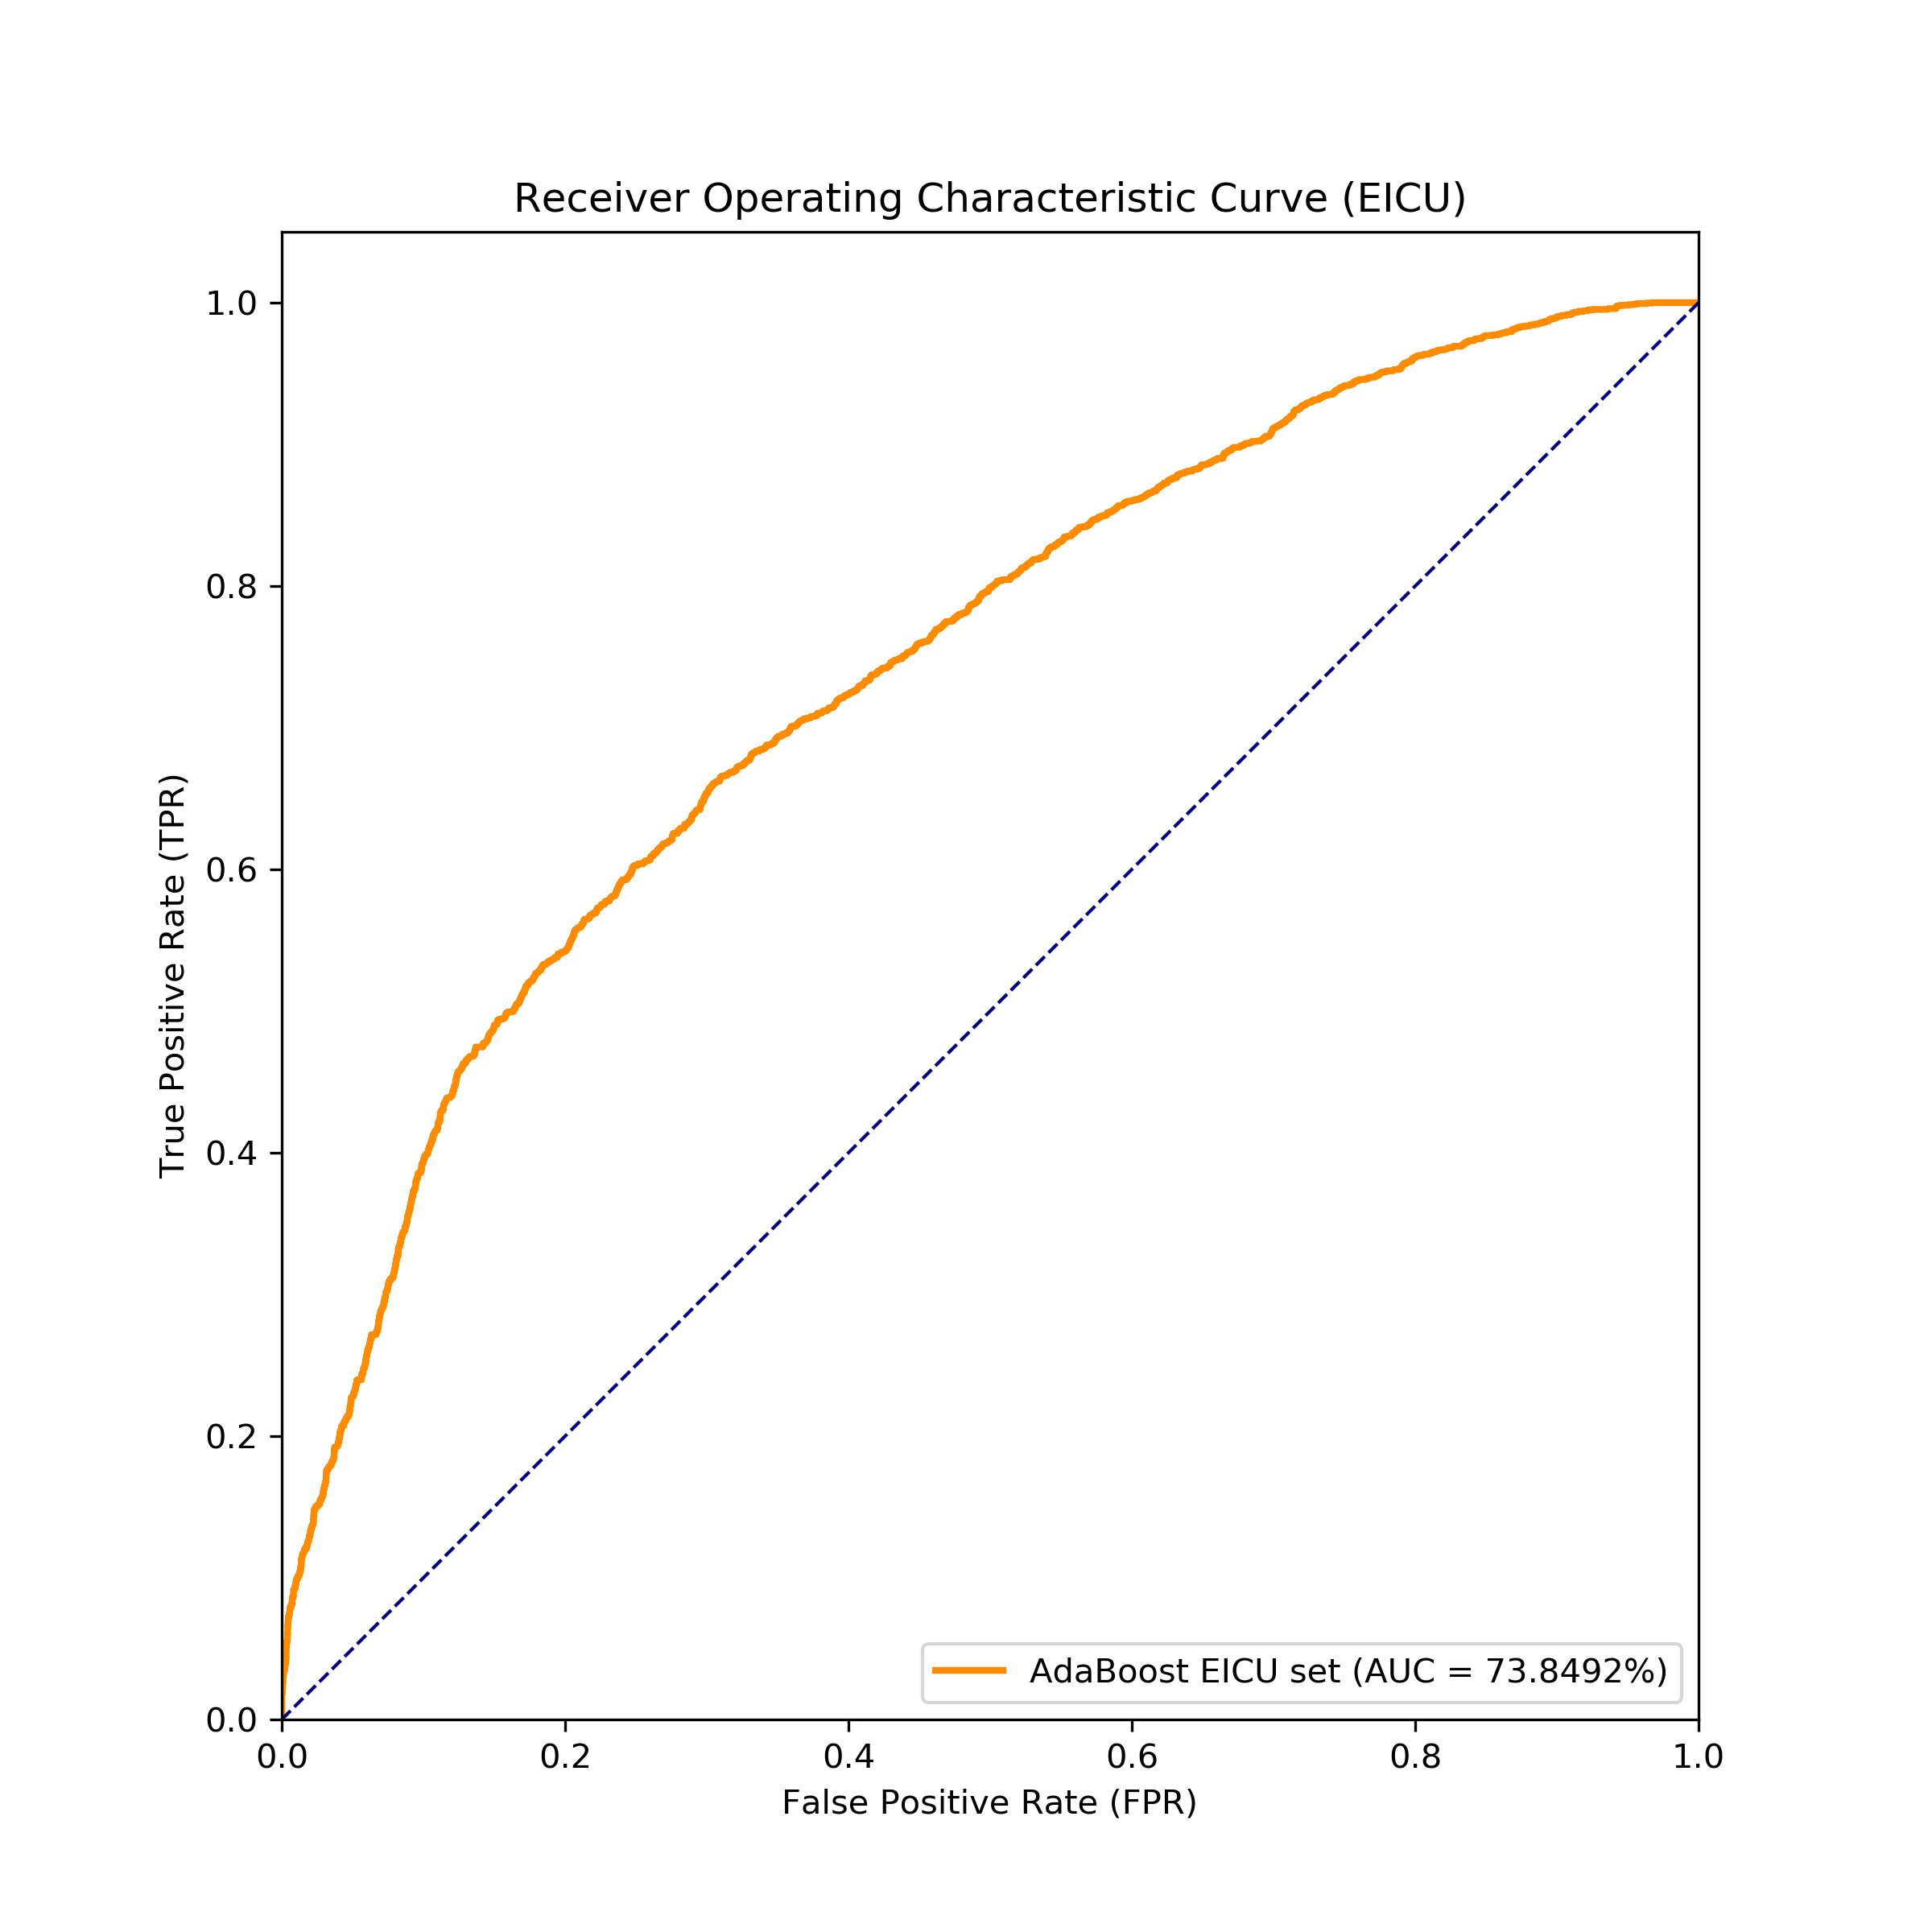 Receiver Operating Characteristic Curve (EICU)
1.0
0.8
0.6
0.4
0.2
0.0
True Positive Rate (TPR)
AdaBoost EICU set (AUC = 73.8492%)
0.0 0.2 0.4 0.6 0.8 1.0
False Positive Rate (FPR)